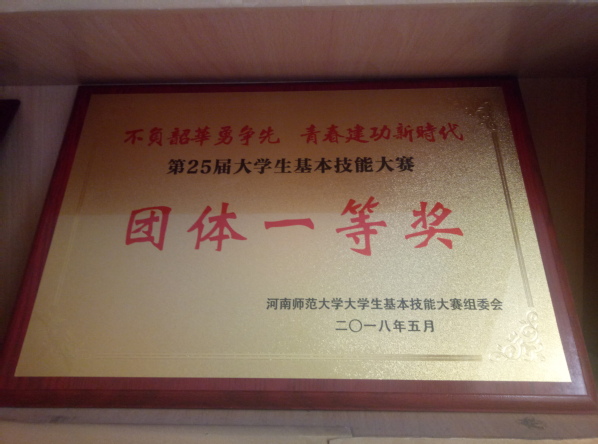 不负韶华勇争先 青春建功新時代
第25届大学生基本技能大赛
团体一等奖
河南师范大学大学生基本技能大赛组委会
二〇一八年五月